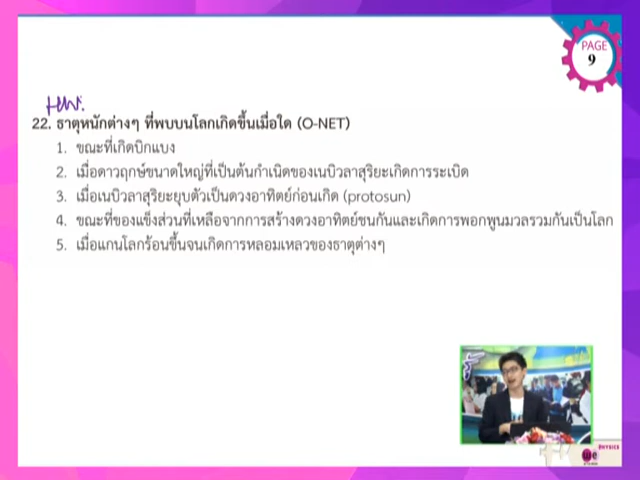 PAGE
9
22. ธาตุหนักต่างๆ ที่พบบนโลกเกิดขึ้นเมื่อใด (O-NET)
1. ขณะที่เกิดบิกแบง
2. เมื่อดาวฤกษ์ขนาดใหญ่ที่เป็นต้นกำเนิดของเนบิวลาสุริยะเกิดการระเบิด
3. เมื่อเนบิวลาสุริยะยุบตัวเป็นดวงอาทิตย์ก่อนเกิด (protosun)
4. ขณะที่ของแข็งส่วนที่เหลือจากการสร้างดวงอาทิตย์ชนกันและเกิดการพอกพูนมวลรวมกันเป็นโลก
5. เมื่อแกนโลกร้อนขึ้นจนเกิดการหลอมเหลวของธาตุต่างๆ
PHYSICS
we